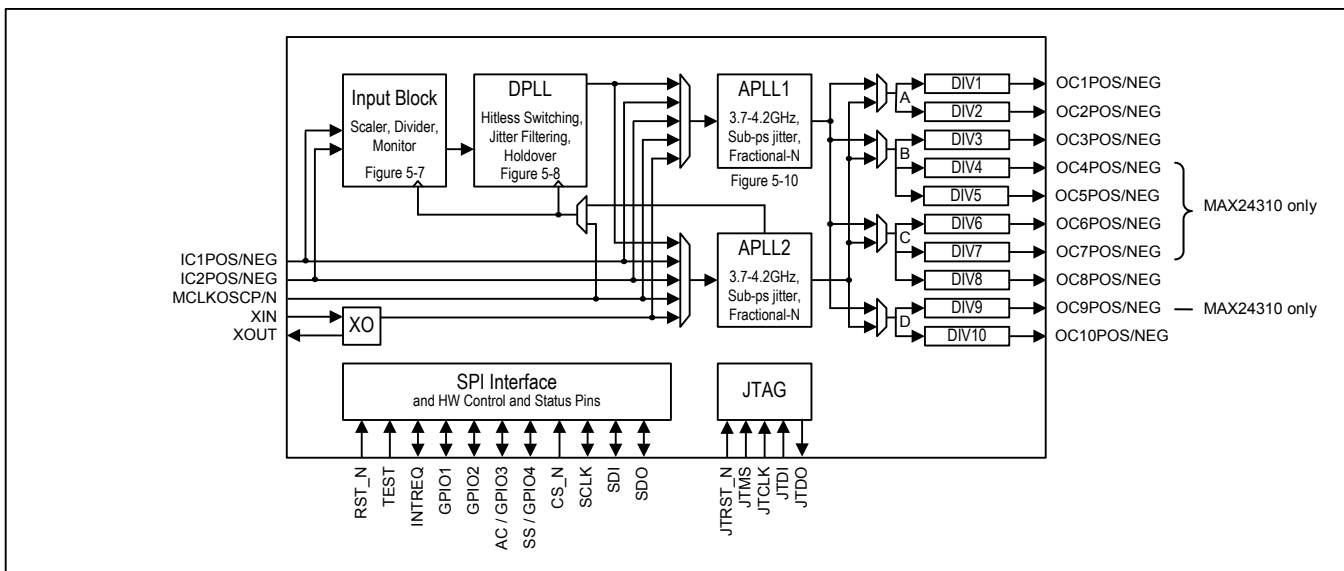 Input Block
Scaler, Divider,
Monitor
Figure 5-7
DPLL
Hitless Switching,
Jitter Filtering,
Holdover
Figure 5-8
APLL1
3.7-4.2GHz,
Sub-ps jitter,
Fractional-N
Figure 5-10
APLL2
3.7-4.2GHz,
Sub-ps jitter,
Fractional-N
A
B
C
D
DIV1
DIV2
DIV3
DIV4
DIV5
DIV6
DIV7
DIV8
DIV9
DIV10
OC1POS/NEG
OC2POS/NEG
OC3POS/NEG
OC4POS/NEG
OC5POS/NEG
OC6POS/NEG
OC7POS/NEG
OC8POS/NEG
OC9POS/NEG
OC10POS/NEG
MAX24310 only
MAX24310 only
IC1POS/NEG
IC2POS/NEG
MCLKOSCP/N
XIN
XOUT
XO
SPI Interface
and HW Control and Status Pins
JTAG
RST_N
TEST
INTREQ
GPIO1
GPIO2
AC / GPIO3
SS / GPIO4
CS_N
SCLK
SDI
SDO
JTRST_N
JTMS
JTCLK
JTDI
JTDO